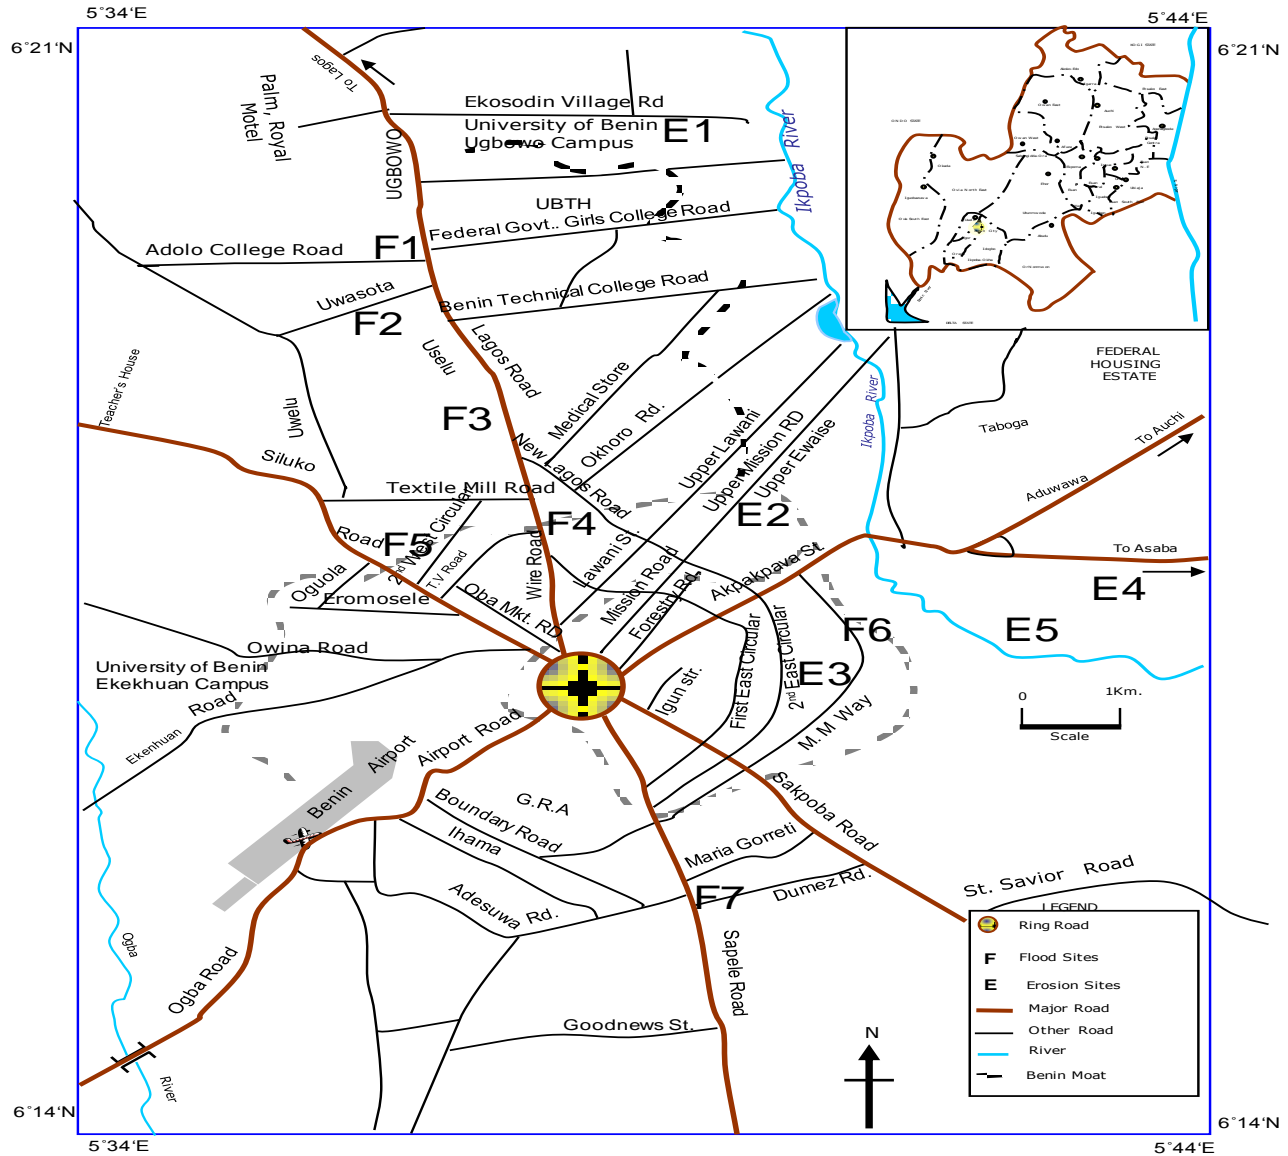 5°34'E
5°44'E
6°21'N
6°21'N
To Lagos
Palm, Royal
Motel
UGBOWO
Ekosodin Village Rd
University of Benin
Ugbowo Campus
E1
Ikpoba River
UBTH
Federal Govt.. Girls College Road
Adolo College Road
F1
Uwasota
Benin Technical College Road
F2
Lagos Road
Uselu
Teacher's House
Uwelu
Medical Store
F3
Okhoro Rd.
New Lagos Road
Upper Lawani
Upper Mission RD
Upper Ewaise
Ikpoba River
FEDERAL
HOUSING
ESTATE
Taboga
To Auchi
Aduwawa
Siluko
Road
Textile Mill Road
F4
F5
E2
2nd West Circular
T.V Road
Wire Road
Lawani St.
Mission Road
Forestry Rd.
Akpakpava St.
To Asaba
E4
Oguola
Eromosele
Oba Mkt. RD
F6
E5
Owina Road
University of Benin
Ekekhuan Campus
Road
Ekenhuan
First East Circular
2nd East Circular
E3
Igun str.
M. M Way
0
1Km.
Scale
Airport Road
Airport
Benin
G.R.A
Boundary Road
Ihama
Adesuwa Rd.
Sakpoba Road
Maria Gorreti
Dumez Rd.
F7
St. Savior Road
Sapele Road
Ogba Road
Ogba
River
Goodnews St.
N
LEGEND
Ring Road
F Flood Sites
E Erosion Sites
Major Road
Other Road
River
Benin Moat
6°14'N
6°14'N
5°34'E
5°44'E